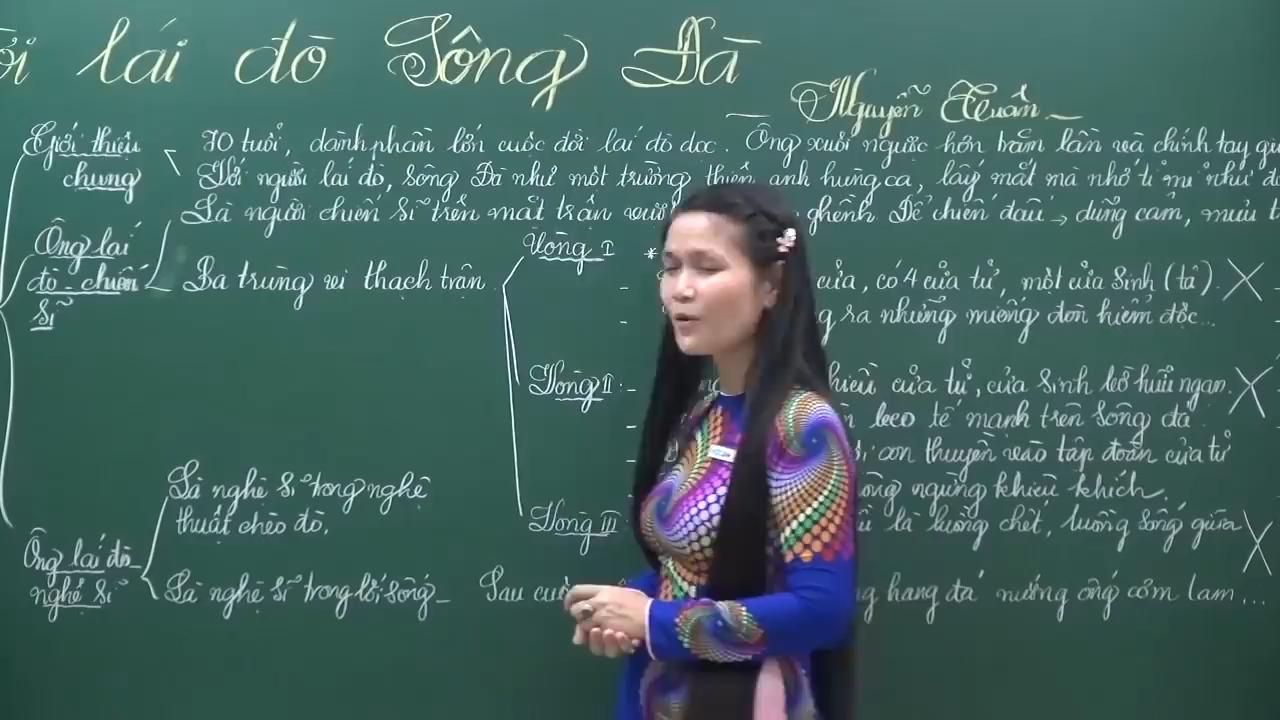 ời lái đò Sông Đà
Nguyễn Tuân
Giới thiệu chung
70 tuổi, dành phần lớn cuộc đời lái đò dọc. Ông xuôi ngược hơn trăm lần và chính tay
Với người lái đò, sông Đà như một trường thiên anh hùng ca, lấy mắt mà nhớ tỉ mỉ như
Ông lái đò - chiến sĩ
Là người chiến sĩ trên mặt trận ghềnh. Để chiến đấu → dũng cảm, mưu
Ba trùng vi thạch trận
Vòng I
*
- cửa, có 4 cửa tử, một cửa sinh (tả).
- ra những miếng đòn hiểm độc...
Vòng II: - cửa tử, cửa sinh hữu ngạn.
- leo tế mạnh trên sông đá
- con thuyền vào tập đoàn cửa tử
- ngừng khiêu khích.
Vòng III là luồng chết, luồng sống giữa
Ông lái đò - nghệ sĩ
Là nghệ sĩ trong nghệ
thuật chèo đò.
Là nghệ sĩ trong lối sống - Sau hang đá nướng ống cơm lam...